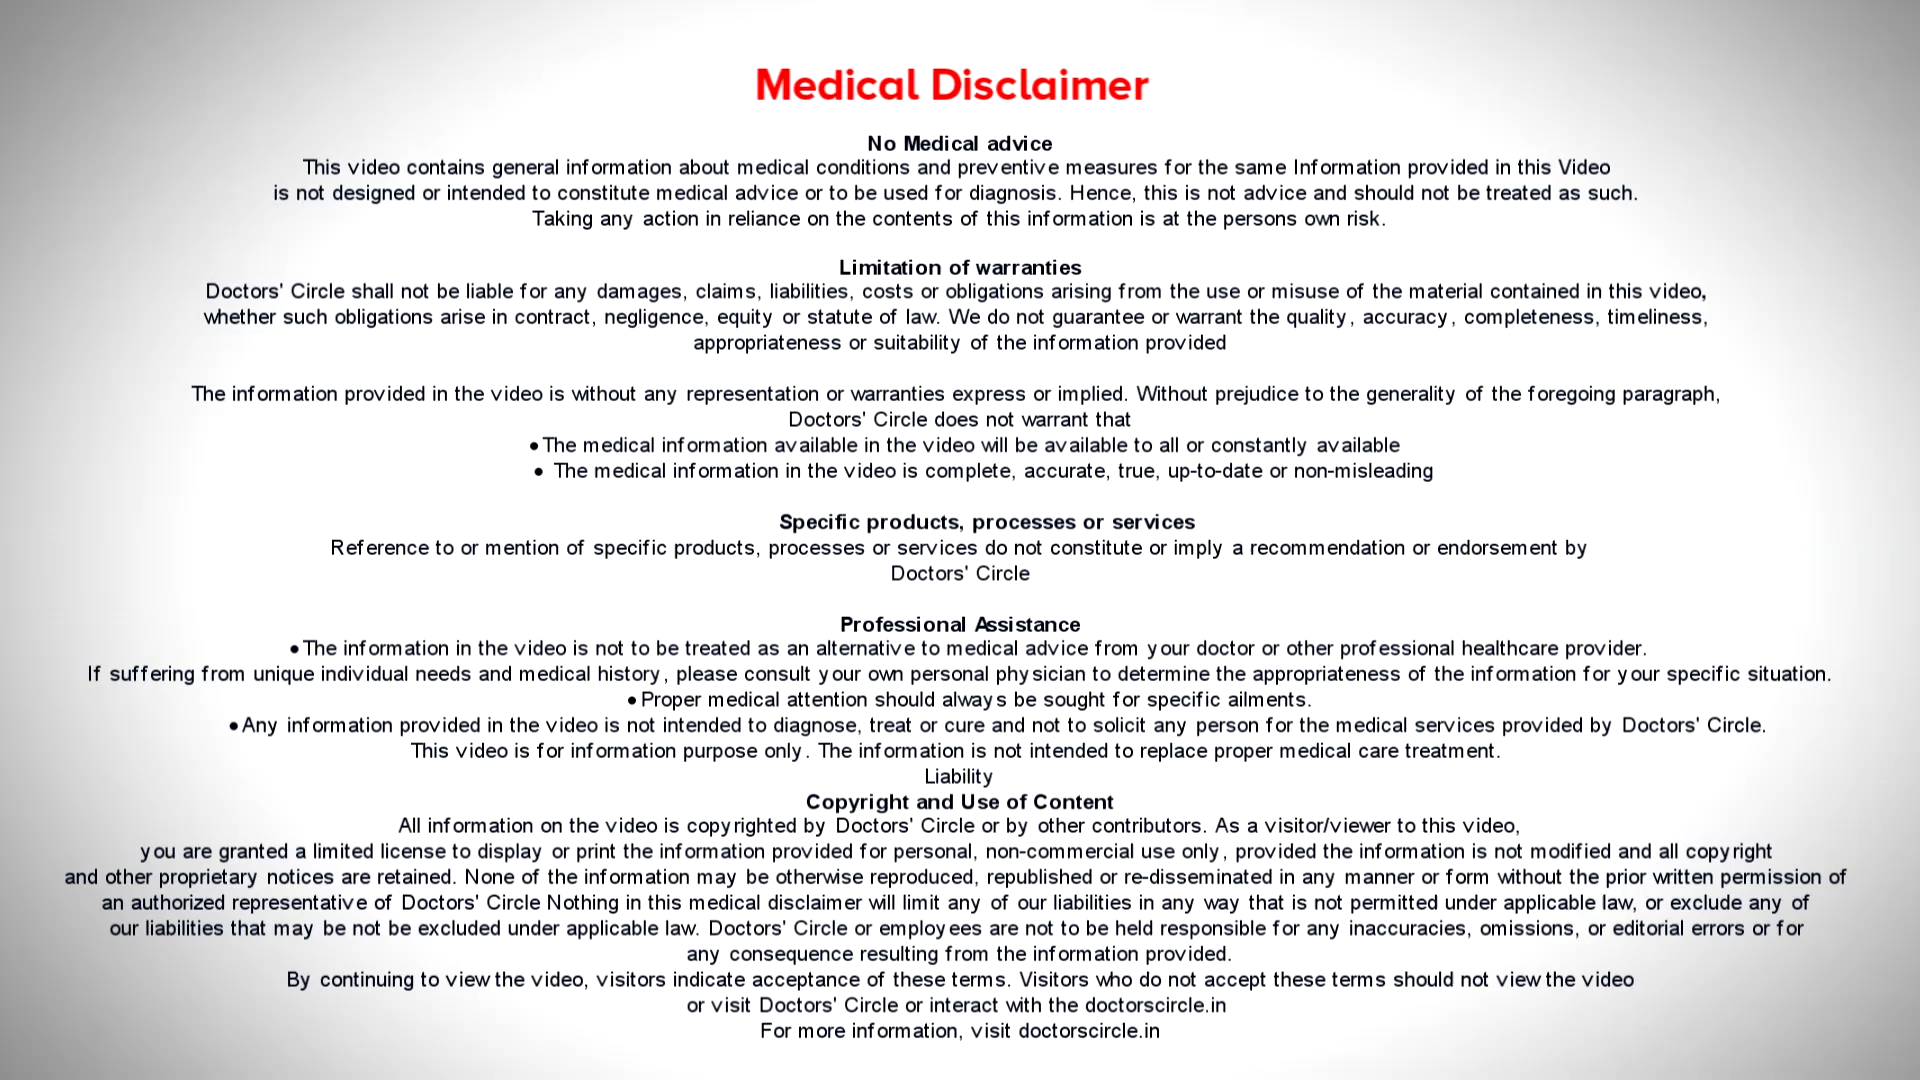 Medical Disclaimer
No Medical advice
This video contains general information about medical conditions and preventive measures for the same Information provided in this Video
is not designed or intended to constitute medical advice or to be used for diagnosis. Hence, this is not advice and should not be treated as such.
Taking any action in reliance on the contents of this information is at the persons own risk.
Limitation of warranties
Doctors' Circle shall not be liable for any damages, claims, liabilities, costs or obligations arising from the use or misuse of the material contained in this video,
whether such obligations arise in contract, negligence, equity or statute of law. We do not guarantee or warrant the quality, accuracy, completeness, timeliness,
appropriateness or suitability of the information provided
The information provided in the video is without any representation or warranties express or implied. Without prejudice to the generality of the foregoing paragraph,
Doctors' Circle does not warrant that
• The medical information available in the video will be available to all or constantly available
• The medical information in the video is complete, accurate, true, up-to-date or non-misleading
Specific products, processes or services
Reference to or mention of specific products, processes or services do not constitute or imply a recommendation or endorsement by
Doctors' Circle
Professional Assistance
• The information in the video is not to be treated as an alternative to medical advice from your doctor or other professional healthcare provider.
If suffering from unique individual needs and medical history, please consult your own personal physician to determine the appropriateness of the information for your specific situation.
• Proper medical attention should always be sought for specific ailments.
• Any information provided in the video is not intended to diagnose, treat or cure and not to solicit any person for the medical services provided by Doctors' Circle.
This video is for information purpose only. The information is not intended to replace proper medical care treatment.
Liability
Copyright and Use of Content
All information on the video is copyrighted by Doctors' Circle or by other contributors. As a visitor/viewer to this video,
you are granted a limited license to display or print the information provided for personal, non-commercial use only, provided the information is not modified and all copyright
and other proprietary notices are retained. None of the information may be otherwise reproduced, republished or re-disseminated in any manner or form without the prior written permission of
an authorized representative of Doctors' Circle Nothing in this medical disclaimer will limit any of our liabilities in any way that is not permitted under applicable law, or exclude any of
our liabilities that may be not be excluded under applicable law. Doctors' Circle or employees are not to be held responsible for any inaccuracies, omissions, or editorial errors or for
any consequence resulting from the information provided.
By continuing to view the video, visitors indicate acceptance of these terms. Visitors who do not accept these terms should not view the video
or visit Doctors' Circle or interact with the doctorscircle.in
For more information, visit doctorscircle.in